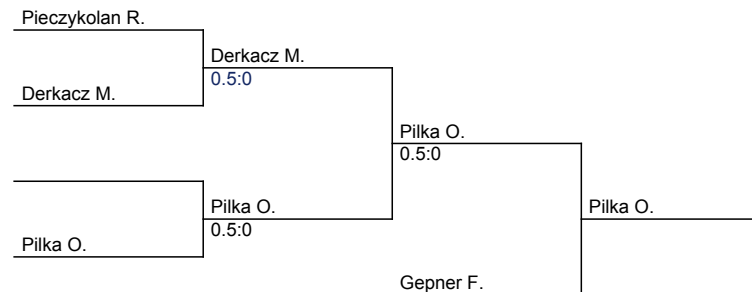 Pieczykolan R.
Derkacz M.
0.5:0
Derkacz M.
Pilka O.
0.5:0
Pilka O.
Pilka O.
0.5:0
Pilka O.
Gepner F.